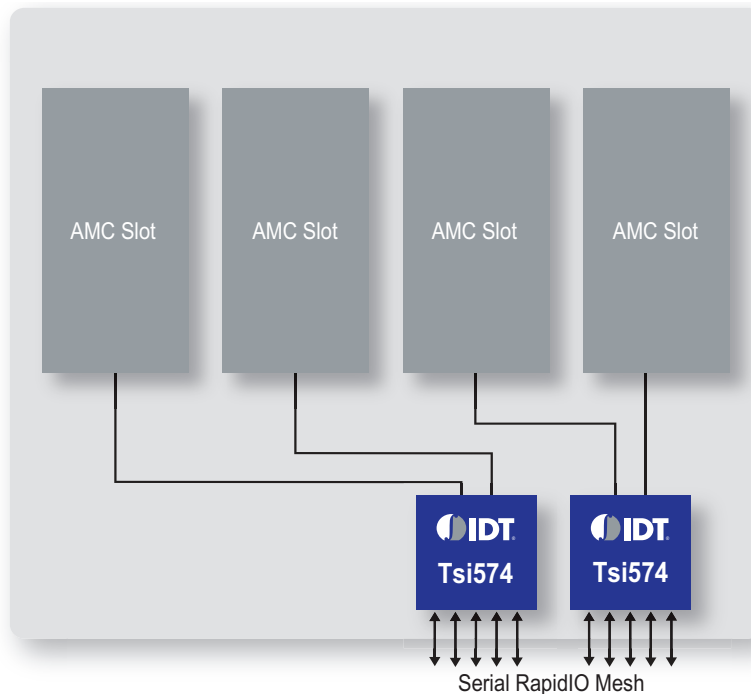 AMC Slot
AMC Slot
AMC Slot
AMC Slot
IDT
Tsi574
IDT
Tsi574
Serial RapidIO Mesh